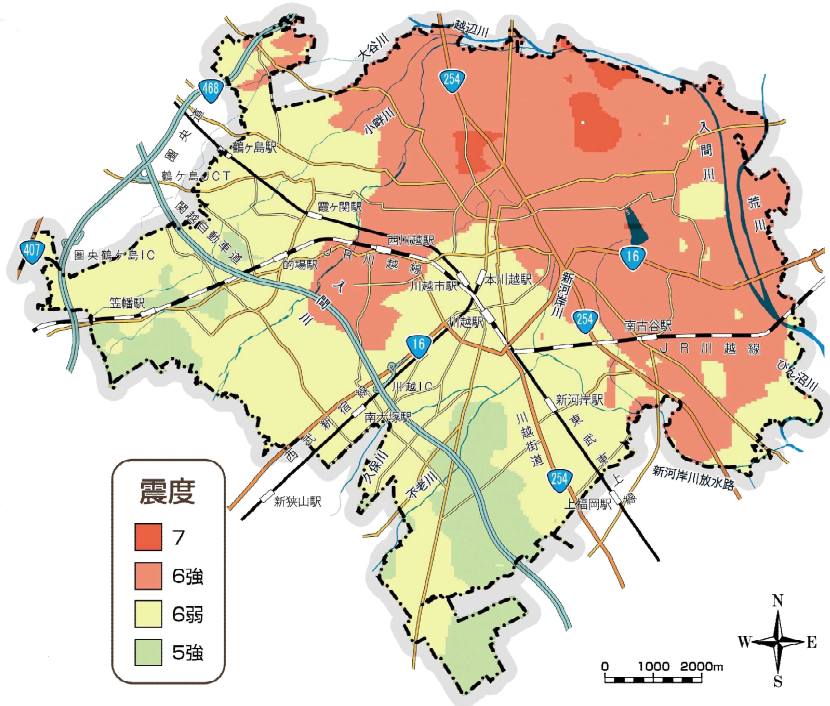 大谷川
越辺川
254
468
圏央道
小畔川
鶴ヶ島駅
入間川
荒川
鶴ヶ島JCT
関越自動車道
霞ヶ関駅
西川越駅
407
圏央鶴ヶ島IC
的場駅
JR川越線
本川越駅
16
川越市駅
新河岸川
入間川
笠幡駅
川越駅
254
南古谷駅
16
JR川越線
びん沼川
川越IC
西武新宿線
南大塚駅
新河岸駅
川越街道
東武東上線
久保川
不老川
254
新河岸川放水路
新狭山駅
上福岡駅
震度
7
6強
6弱
5強
N
W E
S
0 1000 2000m